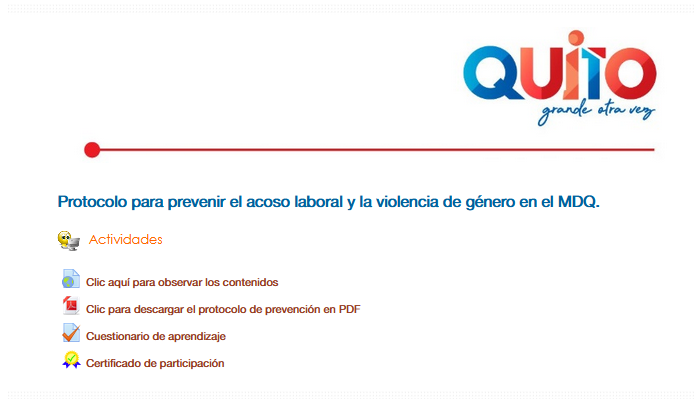 QUiTO
grande otra vez
Protocolo para prevenir el acoso laboral y la violencia de género en el MDQ.
Actividades
Clic aquí para observar los contenidos
Clic para descargar el protocolo de prevención en PDF
Cuestionario de aprendizaje
Certificado de participación